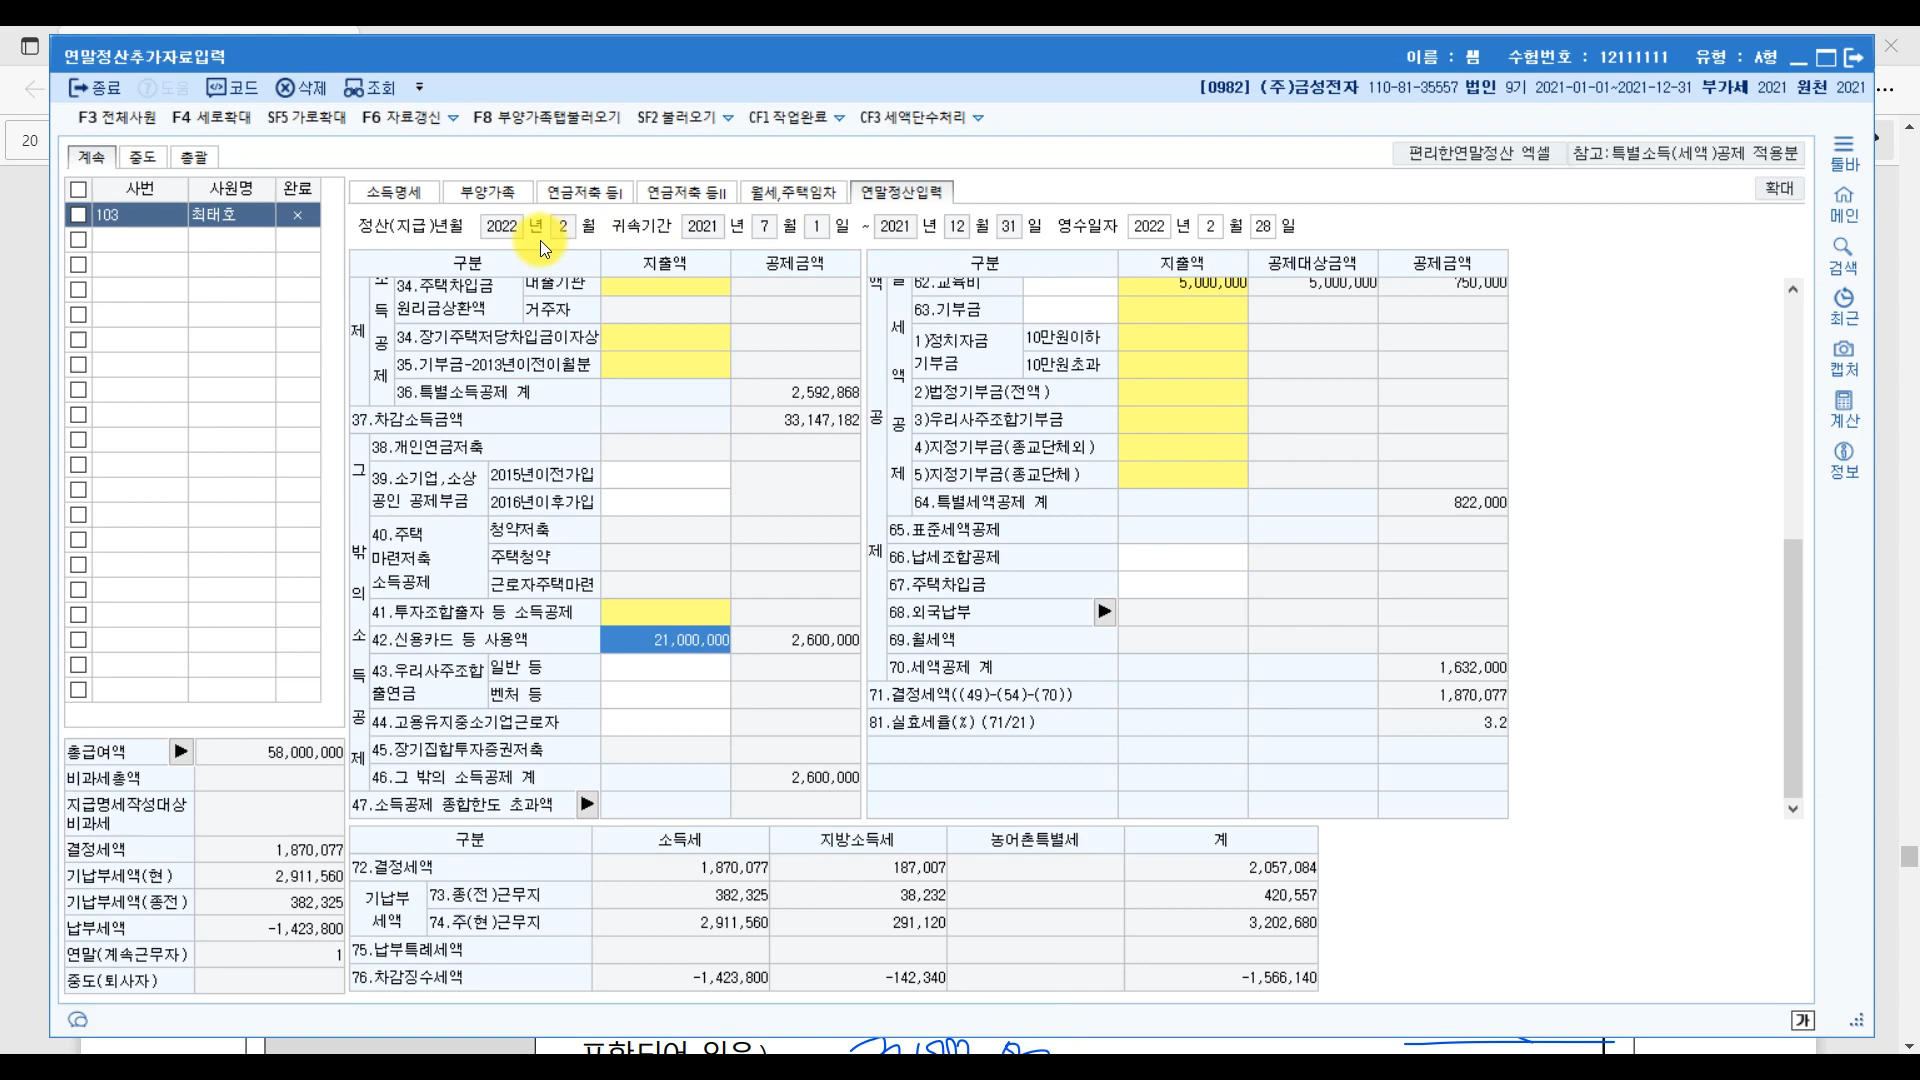 연말정산추가자료입력
이름 : 쁨 수험번호 : 12111111 유형 : A형
종료 도움 코드 삭제 조회
[0982] (주)금성전자 110-81-35557 법인 9기 2021-01-01~2021-12-31 부가세 2021 원천 2021
F3 전체사원 F4 세로확대 SF5 가로확대 F6 자료갱신 F8 부양가족탭불러오기 SF2 불러오기 CF1 작업완료 CF3 세액단수처리
20
계속 중도 총괄
편리한연말정산 엑셀 참고:특별소득(세액)공제 적용분
툴바
메인
검색
최근
캡처
계산
정보
사번 사원명 완료
103 최태호 ×
소득명세 부양가족 연금저축 등I 연금저축 등II 월세,주택임차 연말정산입력
확대
정산(지급)년월 2022 년 2 월 귀속기간 2021 년 7 월 1 일 ~ 2021 년 12 월 31 일 영수일자 2022 년 2 월 28 일
구분 지출액 공제금액
소득공제
제
34.주택차입금 대출기관
원리금상환액 거주자
34.장기주택저당차입금이자상
35.기부금-2013년이전이월분
36.특별소득공제 계 2,592,868
37.차감소득금액 33,147,182
그밖의소득공제
38.개인연금저축
39.소기업,소상 2015년이전가입
공인 공제부금 2016년이후가입
40.주택 청약저축
마련저축 주택청약
소득공제 근로자주택마련
41.투자조합출자 등 소득공제
42.신용카드 등 사용액 21,000,000 2,600,000
43.우리사주조합 일반 등
출연금 벤처 등
44.고용유지중소기업근로자
45.장기집합투자증권저축
46.그 밖의 소득공제 계 2,600,000
47.소득공제 종합한도 초과액
구분 지출액 공제대상금액 공제금액
액공제
별세액공제
62.교육비 5,000,000 5,000,000 750,000
63.기부금
1)정치자금 10만원이하
기부금 10만원초과
2)법정기부금(전액)
3)우리사주조합기부금
4)지정기부금(종교단체외)
5)지정기부금(종교단체)
64.특별세액공제 계 822,000
65.표준세액공제
66.납세조합공제
67.주택차입금
68.외국납부
69.월세액
70.세액공제 계 1,632,000
71.결정세액((49)-(54)-(70)) 1,870,077
81.실효세율(%) (71/21) 3.2
총급여액 58,000,000
비과세총액
지급명세작성대상
비과세
결정세액 1,870,077
기납부세액(현) 2,911,560
기납부세액(종전) 382,325
납부세액 -1,423,800
연말(계속근무자) 1
중도(퇴사자)
구분 소득세 지방소득세 농어촌특별세 계
72.결정세액 1,870,077 187,007 2,057,084
기납부
세액
73.종(전)근무지 382,325 38,232 420,557
74.주(현)근무지 2,911,560 291,120 3,202,680
75.납부특례세액
76.차감징수세액 -1,423,800 -142,340 -1,566,140
가
포함되어 있음)